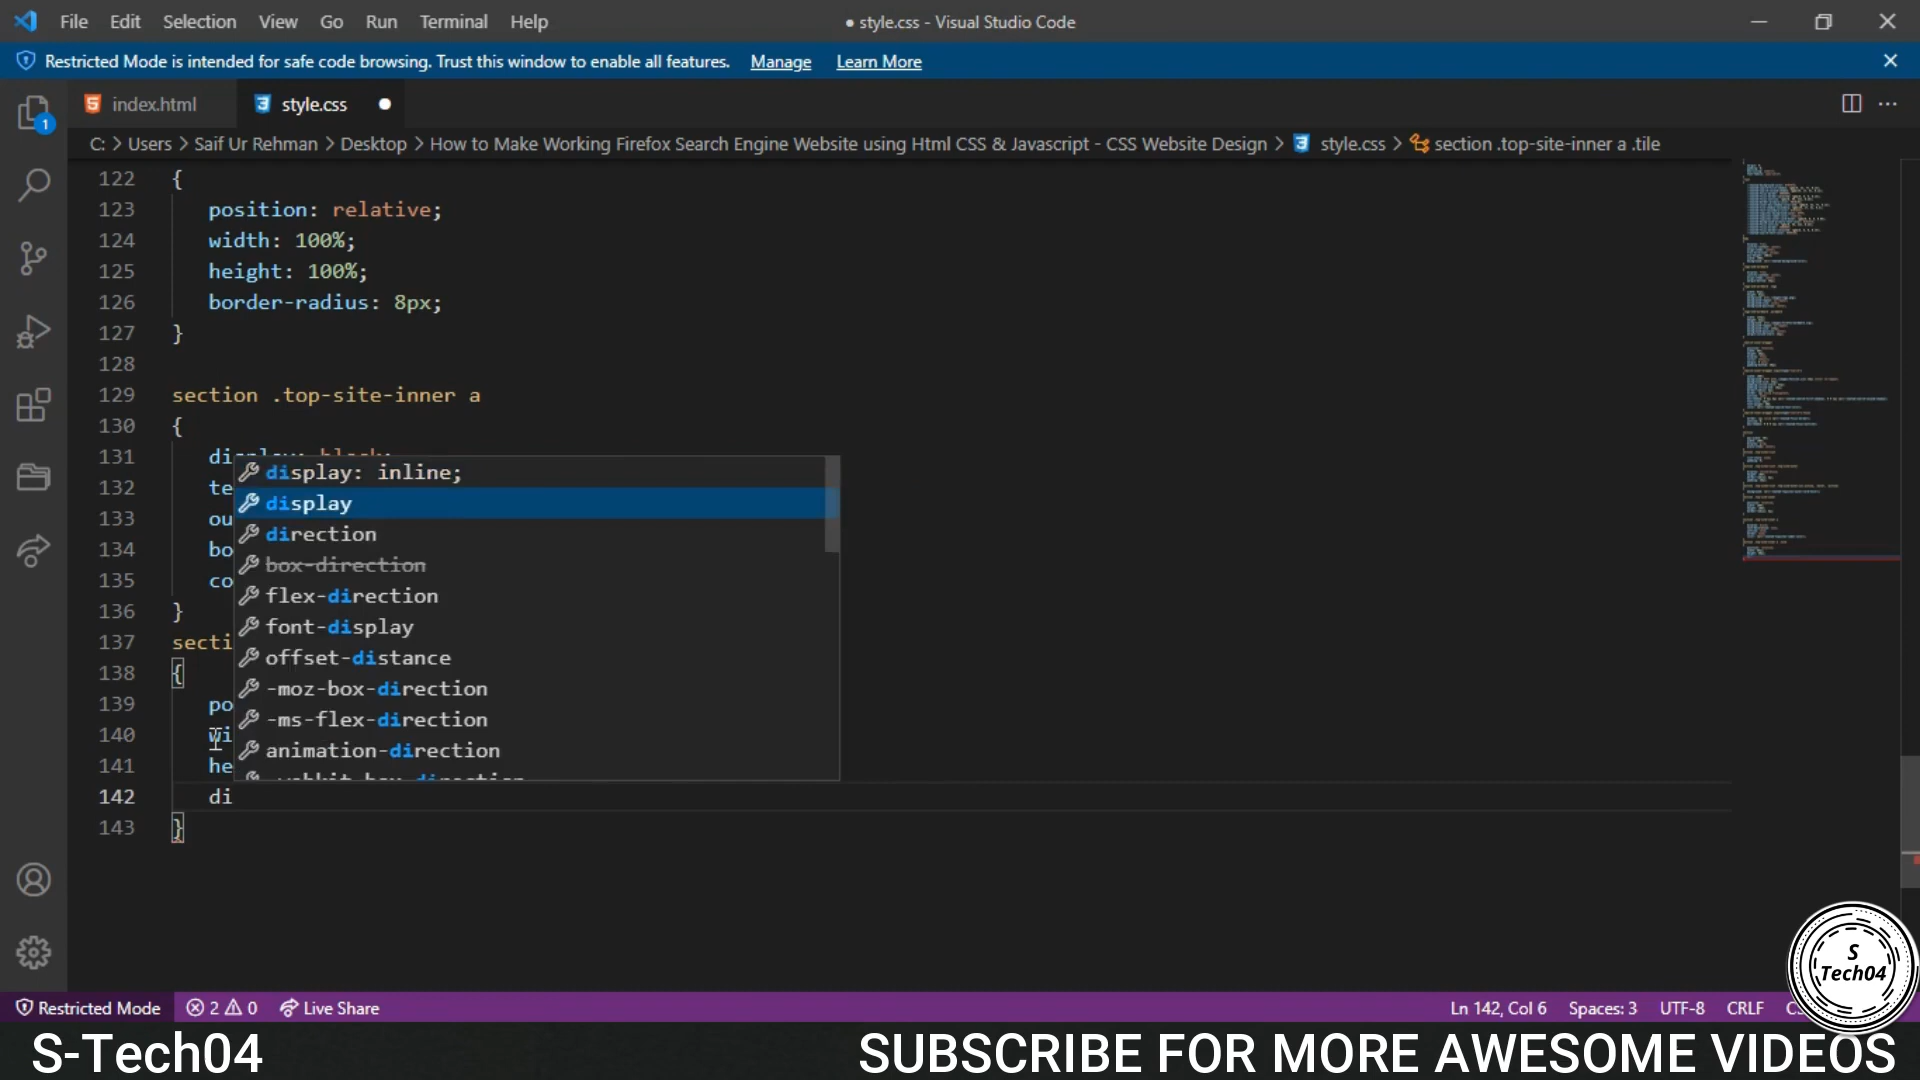 File Edit Selection View Go Run Terminal Help
● style.css - Visual Studio Code
Restricted Mode is intended for safe code browsing. Trust this window to enable all features. Manage Learn More
index.html style.css
1
C: > Users > Saif Ur Rehman > Desktop > How to Make Working Firefox Search Engine Website using Html CSS & Javascript - CSS Website Design > style.css > section .top-site-inner a .tile
122 {
123 position: relative;
124 width: 100%;
125 height: 100%;
126 border-radius: 8px;
127 }
128
129 section .top-site-inner a
130 {
131 display: block;
display: inline;
132 te
display
133 ou
direction
134 bo
box-direction
135 co
flex-direction
136 }
font-display
137 secti
offset-distance
138 {
-moz-box-direction
139 po
-ms-flex-direction
140 wi
animation-direction
141 he
-webkit-box-direction
142 di
143 }
Restricted Mode 2 0 Live Share
Ln 142, Col 6 Spaces: 3 UTF-8 CRLF
S
Tech04
S-Tech04
SUBSCRIBE FOR MORE AWESOME VIDEOS